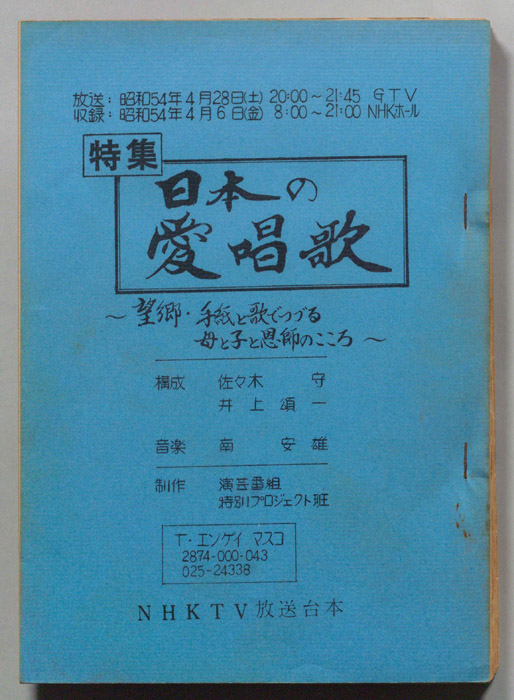 放送：昭和54年4月28日(土) 20:00～21:45 GTV
収録：昭和54年4月6日(金) 8:00～21:00 NHKホール
特集
日本の
愛唱歌
～望郷・手紙と歌でつづる
母と子と恩師のこころ～
構成 佐々木 守
井上頌一
音楽 南 安雄
制作 演芸番組
特別プロジェクト班
T・エンゲイ マスコ
2874-000-043
025-24338
NHKTV放送台本